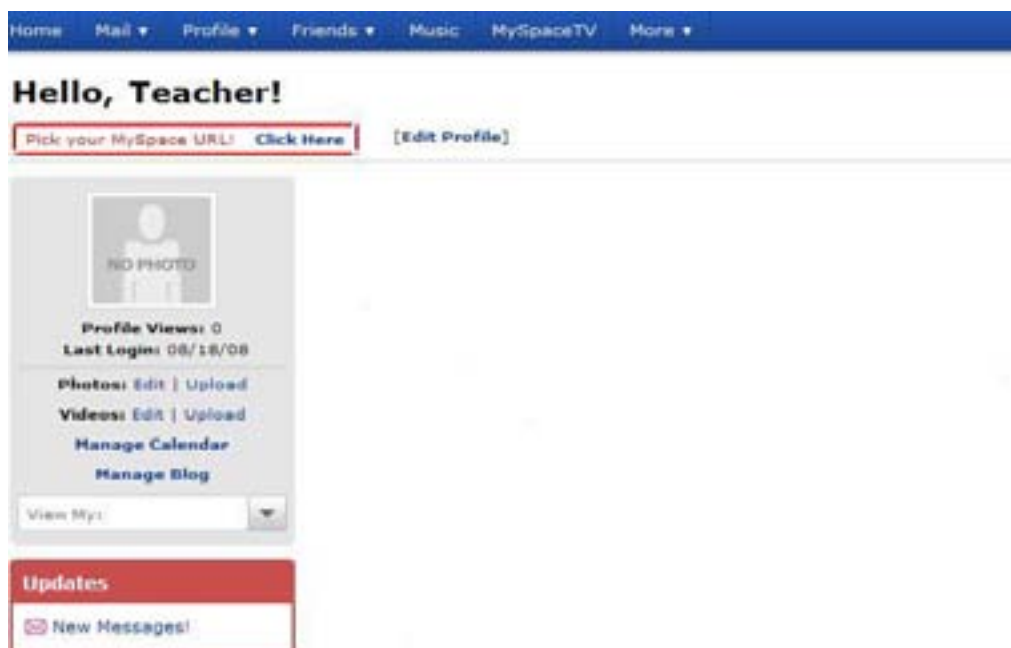 Home Mail ▾ Profile ▾ Friends ▾ Music MySpaceTV More ▾
Hello, Teacher!
Pick your MySpace URL! Click Here [Edit Profile]
NO PHOTO
Profile Views: 0
Last Login: 08/18/08
Photos: Edit | Upload
Videos: Edit | Upload
Manage Calendar
Manage Blog
View My:
Updates
New Messages!